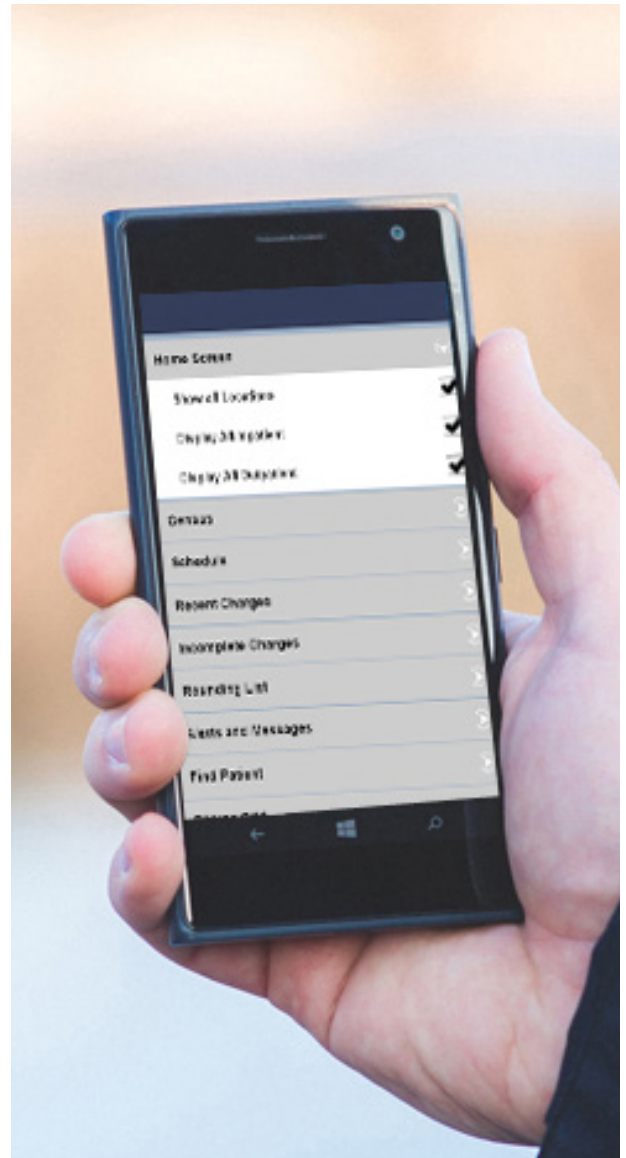 Home Screen
Show all Locations
Display All Inpatient
Display All Outpatient
Census
Schedule
Recent Charges
Incomplete Charges
Rounding List
Alerts and Messages
Find Patient